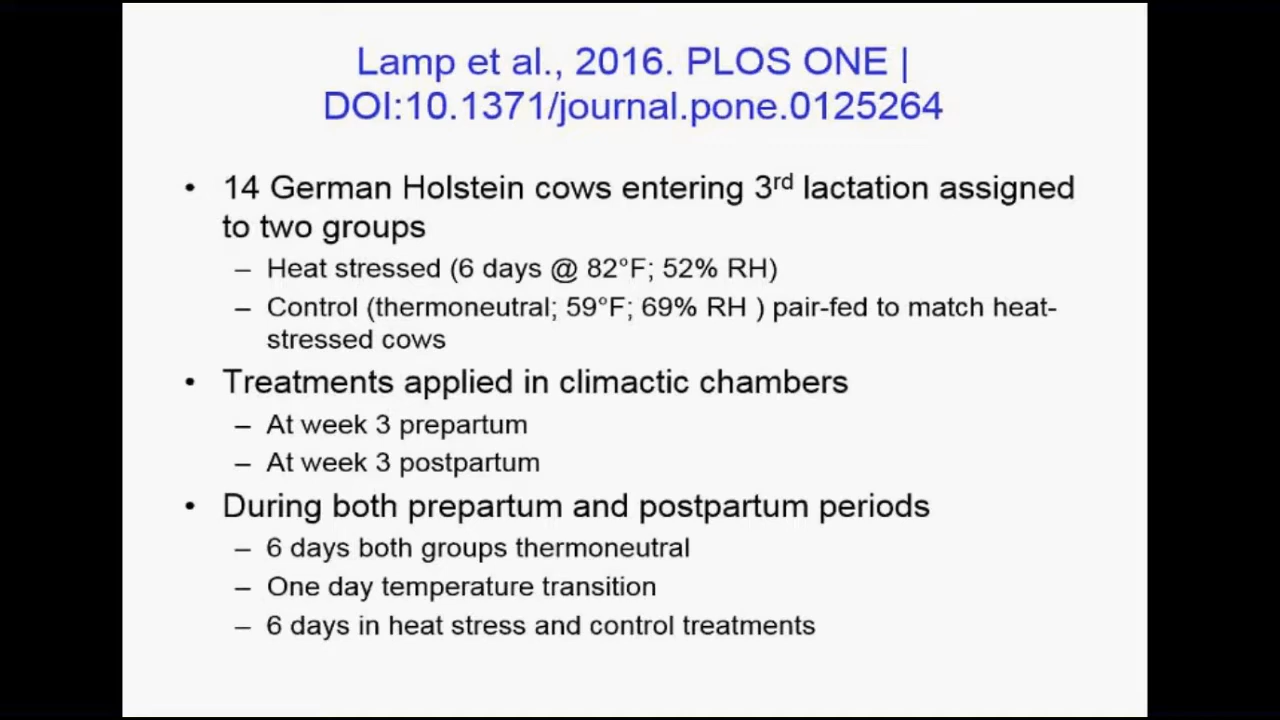 Lamp et al., 2016. PLOS ONE |
DOI:10.1371/journal.pone.0125264
• 14 German Holstein cows entering 3rd lactation assigned
to two groups
– Heat stressed (6 days @ 82°F; 52% RH)
– Control (thermoneutral; 59°F; 69% RH ) pair-fed to match heat-
stressed cows
• Treatments applied in climactic chambers
– At week 3 prepartum
– At week 3 postpartum
• During both prepartum and postpartum periods
– 6 days both groups thermoneutral
– One day temperature transition
– 6 days in heat stress and control treatments